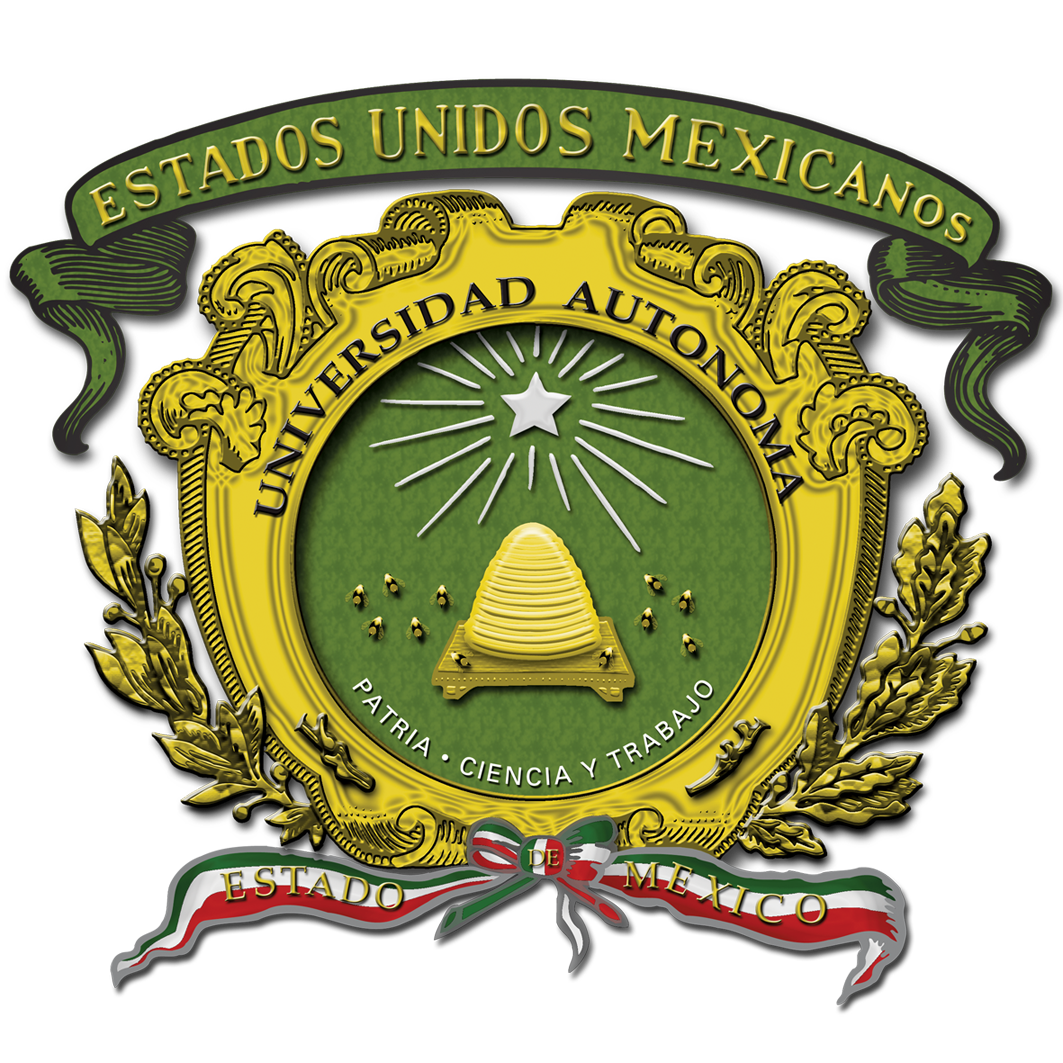 ESTADOS UNIDOS MEXICANOS
UNIVERSIDAD AUTONOMA
PATRIA • CIENCIA Y TRABAJO
ESTADO DE MEXICO